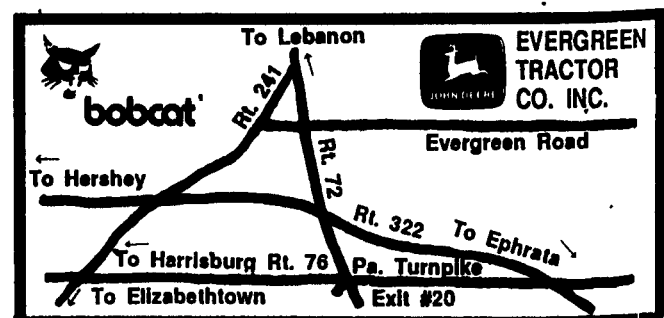 To Lebanon
EVERGREEN
TRACTOR
CO. INC.
JOHN DEERE
bobcat
Rt. 241
Evergreen Road
Rt. 72
To Hershey
Rt. 322
To Ephrata
To Harrisburg Rt. 76 Pa. Turnpike
To Elizabethtown
Exit #20